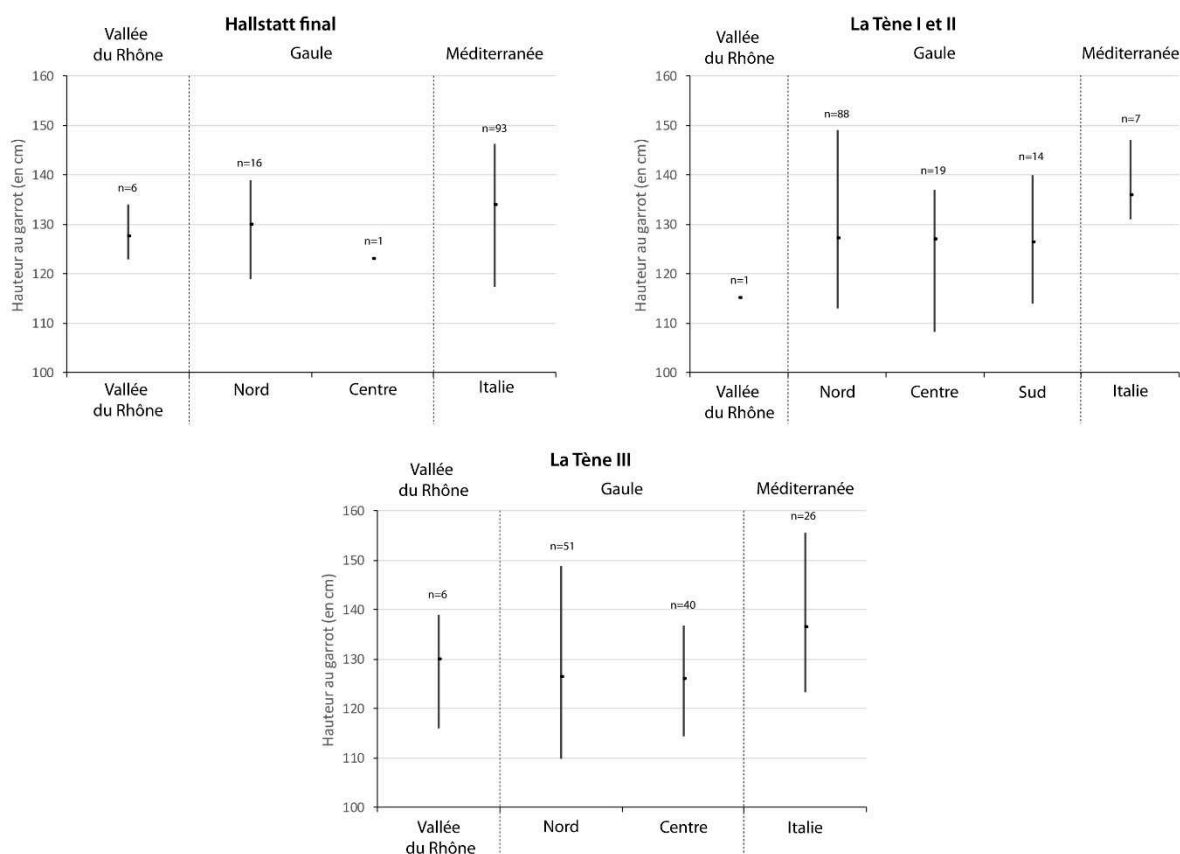 Hallstatt final
Vallée
du Rhône
Gaule
Méditerranée
Hauteur au garrot (en cm)
160
150
140
130
120
110
100
n=6
n=16
n=1
n=93
Vallée
du Rhône
Nord
Centre
Italie
La Tène I et II
Vallée
du Rhône
Gaule
Méditerranée
Hauteur au garrot (en cm)
160
150
140
130
120
110
100
n=1
n=88
n=19
n=14
n=7
Vallée
du Rhône
Nord
Centre
Sud
Italie
La Tène III
Vallée
du Rhône
Gaule
Méditerranée
Hauteur au garrot (en cm)
160
150
140
130
120
110
100
n=6
n=51
n=40
n=26
Vallée
du Rhône
Nord
Centre
Italie